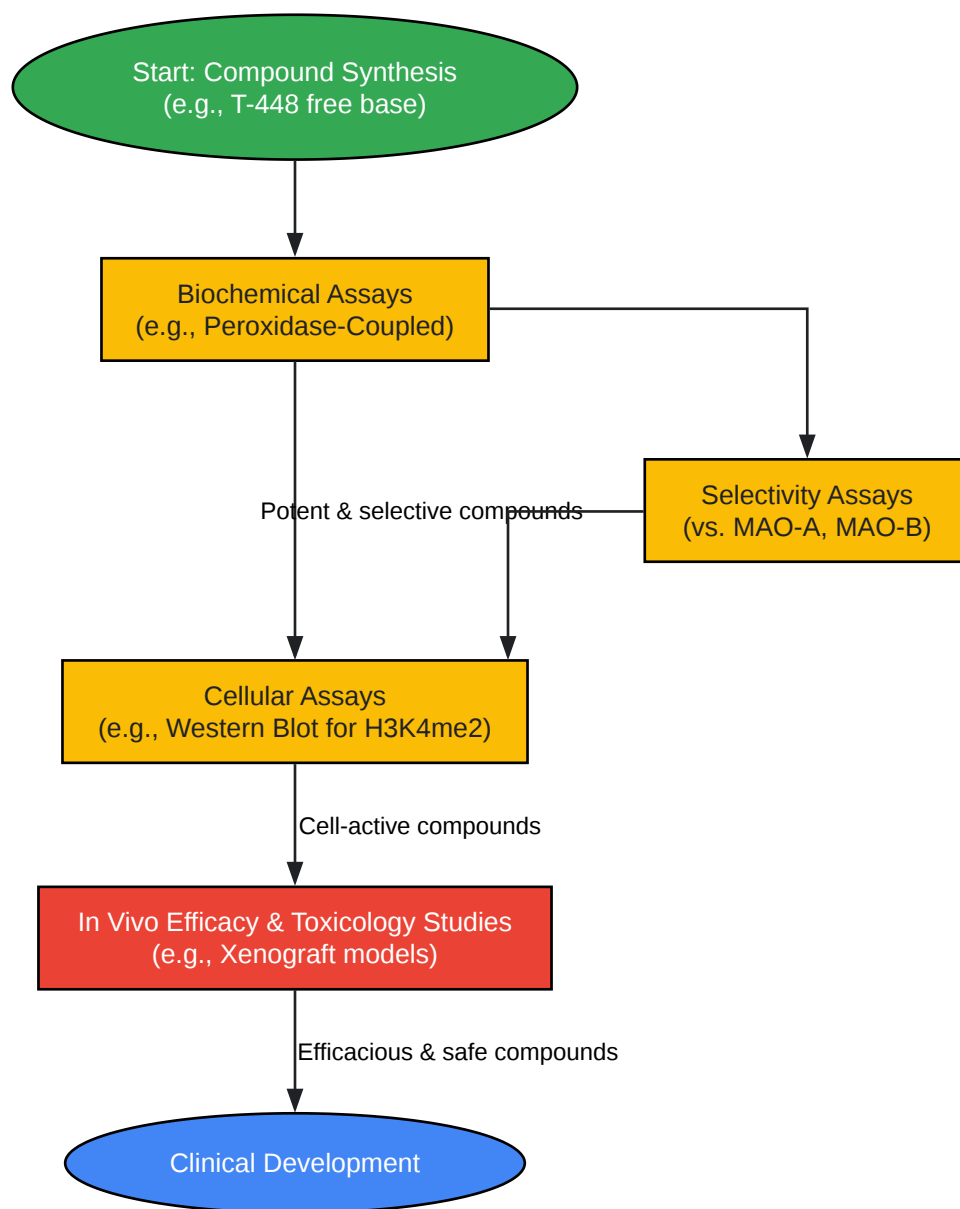 Start: Compound Synthesis
(e.g., T-448 free base)
Biochemical Assays
(e.g., Peroxidase-Coupled)
Selectivity Assays
(vs. MAO-A, MAO-B)
Potent & selective compounds
Cellular Assays
(e.g., Western Blot for H3K4me2)
Cell-active compounds
In Vivo Efficacy & Toxicology Studies
(e.g., Xenograft models)
Efficacious & safe compounds
Clinical Development